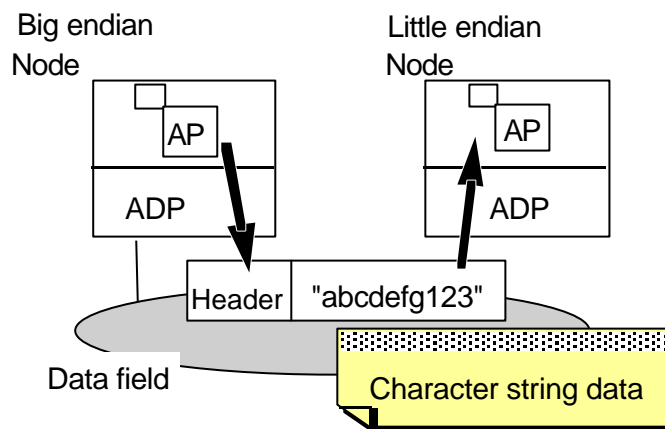 Big endian
Node
Little endian
Node
AP
AP
ADP
ADP
Header
"abcdefg123"
Data field
Character string data